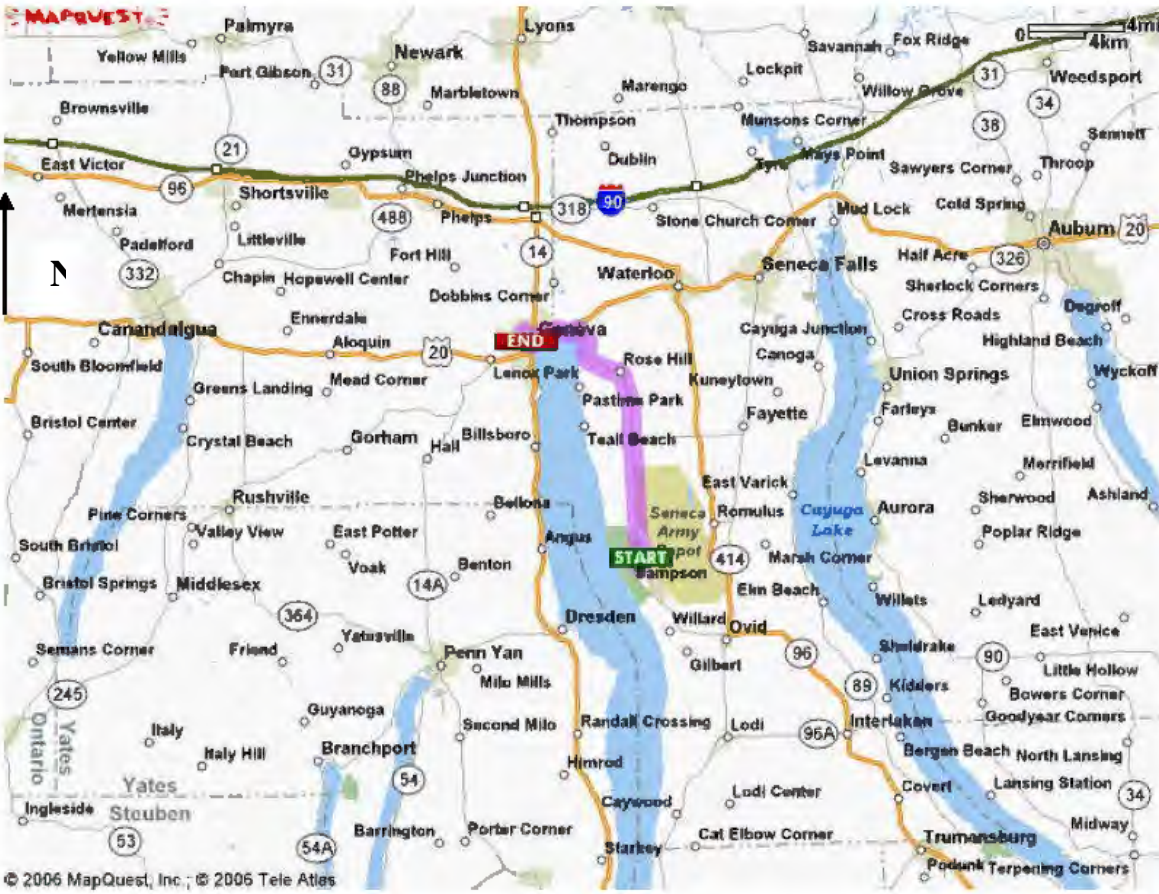 MAPQUEST
Palmyra
Lyons
0
4mi
4km
Yellow Mills
Newark
Savannah
Fox Ridge
Port Gibson
31
88
Marbletown
Marengo
Lockpit
Willow Grove
31
Weedsport
34
Brownsville
Thompson
Munsons Corner
38
Sennett
21
Gypsum
Dublin
Tyre
Mays Point
Sawyers Corner
Throop
East Victor
96
Shortsville
Phelps Junction
318
90
Mertensia
488
Phelps
Stone Church Corner
Mud Lock
Cold Spring
Auburn
20
Padelford
Littleville
14
332
N
Chapin
Hopewell Center
Fort Hill
Waterloo
Seneca Falls
Half Acre
326
Dobbins Corner
Sherlock Corners
Degroff
Canandaigua
Ennerdale
END
Geneva
Cayuga Junction
Cross Roads
Highland Beach
South Bloomfield
Aloquin
20
Lenox Park
Rose Hill
Canoga
Greens Landing
Mead Corner
Pastime Park
Kuneytown
Union Springs
Wyckoff
Bristol Center
Crystal Beach
Gorham
Hall
Billsboro
Teall Beach
Fayette
Farleys
Bunker
Elmwood
Levanna
Merrifield
Rushville
Bellona
East Varick
Pine Corners
Seneca
Army
Depot
Romulus
Cayuga
Lake
Aurora
Sherwood
Ashland
Valley View
East Potter
Angus
START
Sampson
414
Marsh Corner
Poplar Ridge
South Bristol
Voak
Benton
Bristol Springs
Middlesex
14A
Elm Beach
Willets
Ledyard
364
Dresden
Willard
Ovid
East Venice
Semans Corner
Friend
Yatesville
Penn Yan
Gilbert
96
Sheldrake
90
Little Hollow
245
Milo Mills
89
Kidders
Bowers Corner
Ontario
Yates
Italy
Guyanoga
Second Milo
Randall Crossing
Lodi
96A
Interlaken
Goodyear Corners
Italy Hill
Branchport
Bergen Beach
North Lansing
Himrod
54
Yates
Steuben
Lodi Center
Covert
Lansing Station
34
Ingleside
Caywood
53
54A
Barrington
Porter Corner
Cat Elbow Corner
Trumansburg
Midway
Starkey
Podunk
Terpening Corners
© 2006 MapQuest, Inc.; © 2006 Tele Atlas